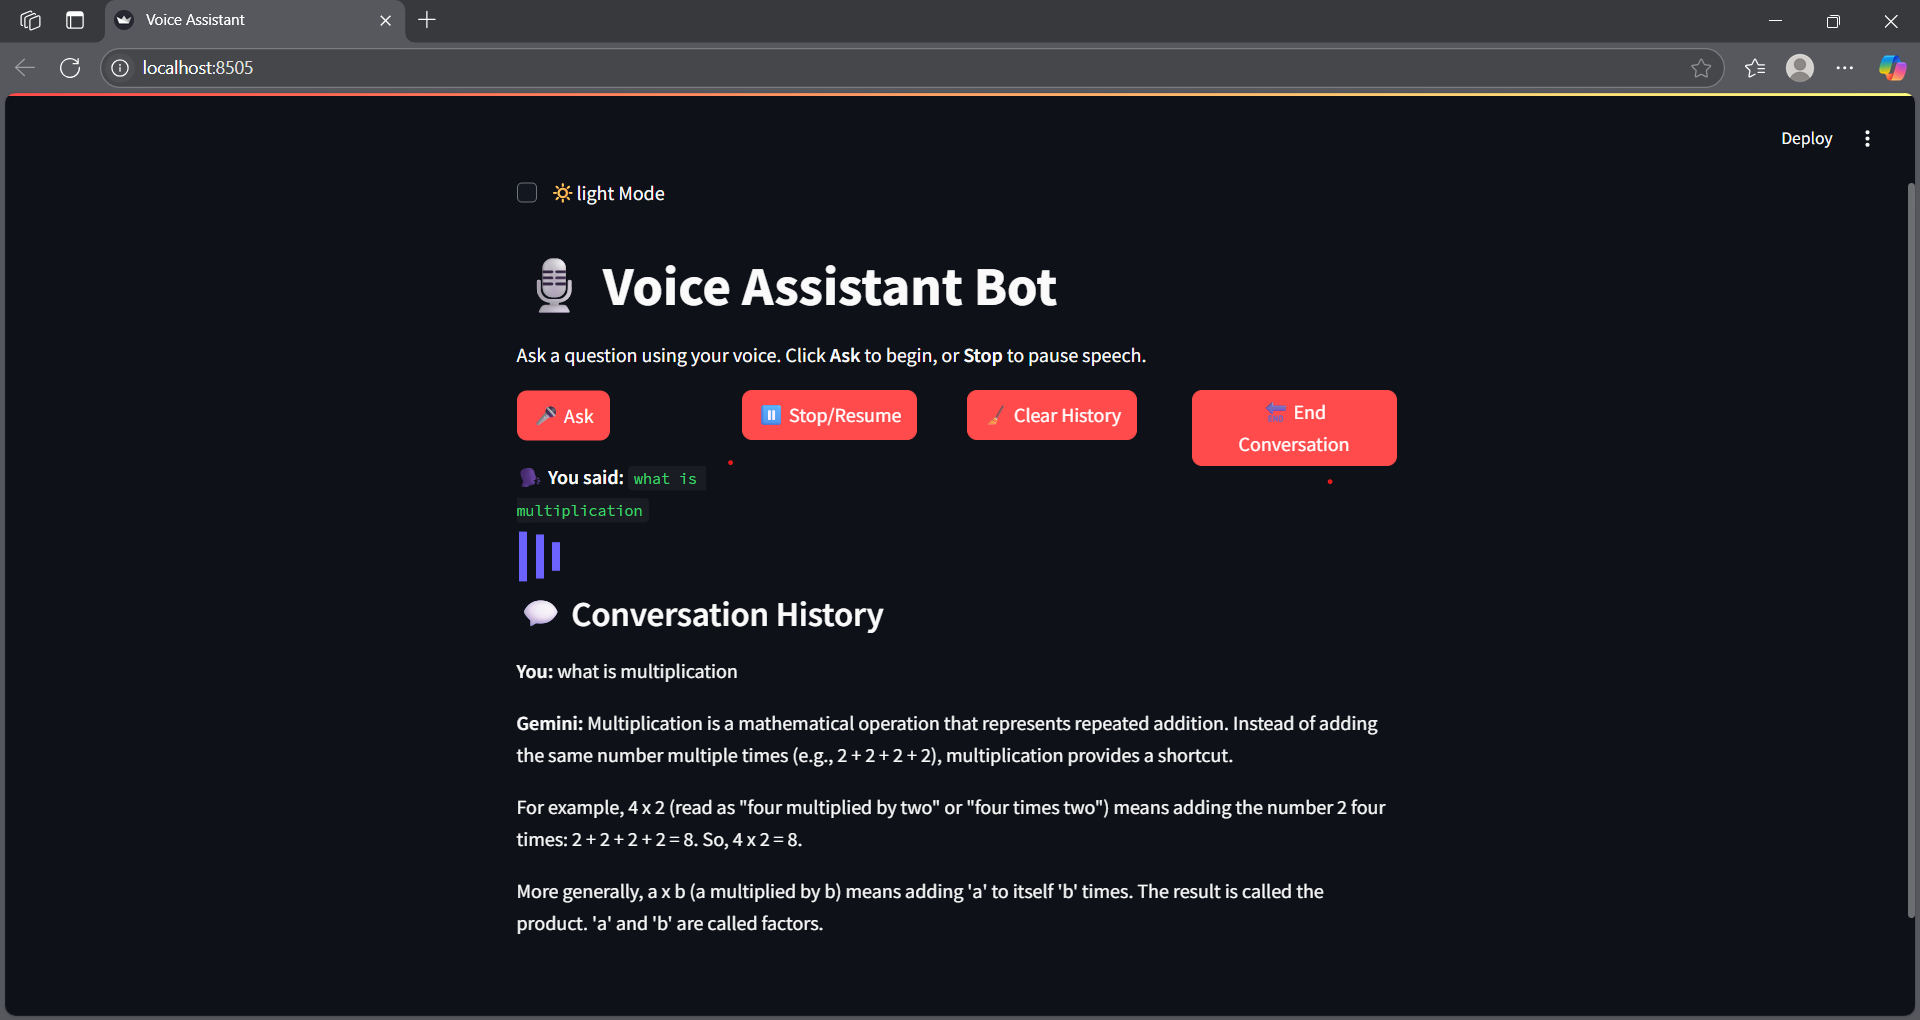 Voice Assistant
localhost:8505
Deploy
light Mode
Voice Assistant Bot
Ask a question using your voice. Click Ask to begin, or Stop to pause speech.
Ask
Stop/Resume
Clear History
End
Conversation
You said: what is
multiplication
Conversation History
You: what is multiplication
Gemini: Multiplication is a mathematical operation that represents repeated addition. Instead of adding
the same number multiple times (e.g., 2 + 2 + 2 + 2), multiplication provides a shortcut.
For example, 4 x 2 (read as "four multiplied by two" or "four times two") means adding the number 2 four
times: 2 + 2 + 2 + 2 = 8. So, 4 x 2 = 8.
More generally, a x b (a multiplied by b) means adding 'a' to itself 'b' times. The result is called the
product. 'a' and 'b' are called factors.